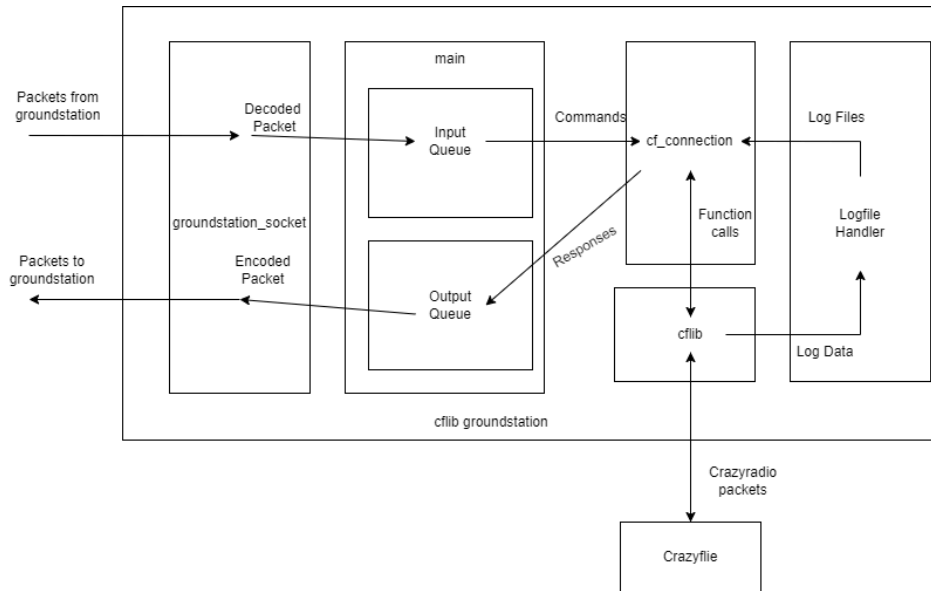 main
Packets from
groundstation
Decoded
Packet
Input
Queue
Commands
cf_connection
Log Files
groundstation_socket
Function
calls
Logfile
Handler
Responses
Packets to
groundstation
Encoded
Packet
Output
Queue
cflib
Log Data
cflib groundstation
Crazyradio
packets
Crazyflie